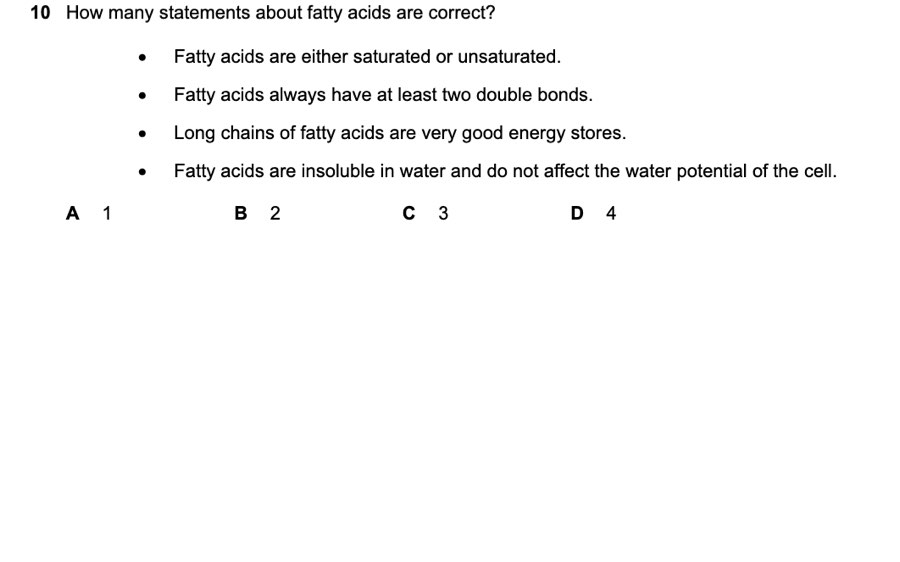 10 How many statements about fatty acids are correct?
• Fatty acids are either saturated or unsaturated.
• Fatty acids always have at least two double bonds.
• Long chains of fatty acids are very good energy stores.
• Fatty acids are insoluble in water and do not affect the water potential of the cell.
A 1 B 2 C 3 D 4